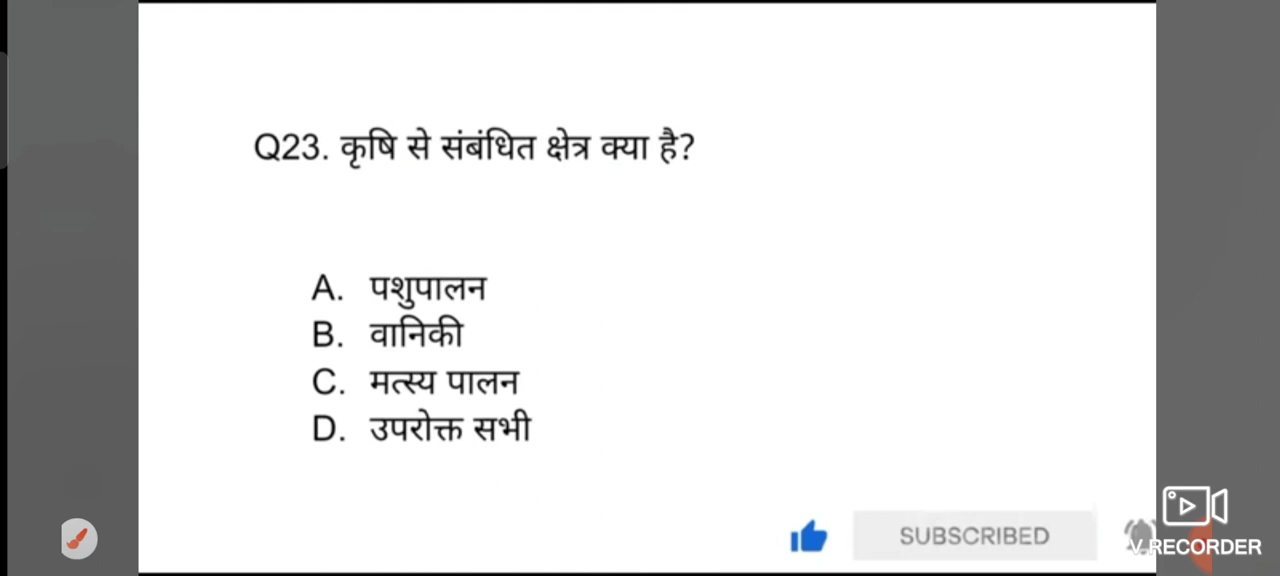 Q23. कृषि से संबंधित क्षेत्र क्या है?
A. पशुपालन
B. वानिकी
C. मत्स्य पालन
D. उपरोक्त सभी
SUBSCRIBED
V.RECORDER